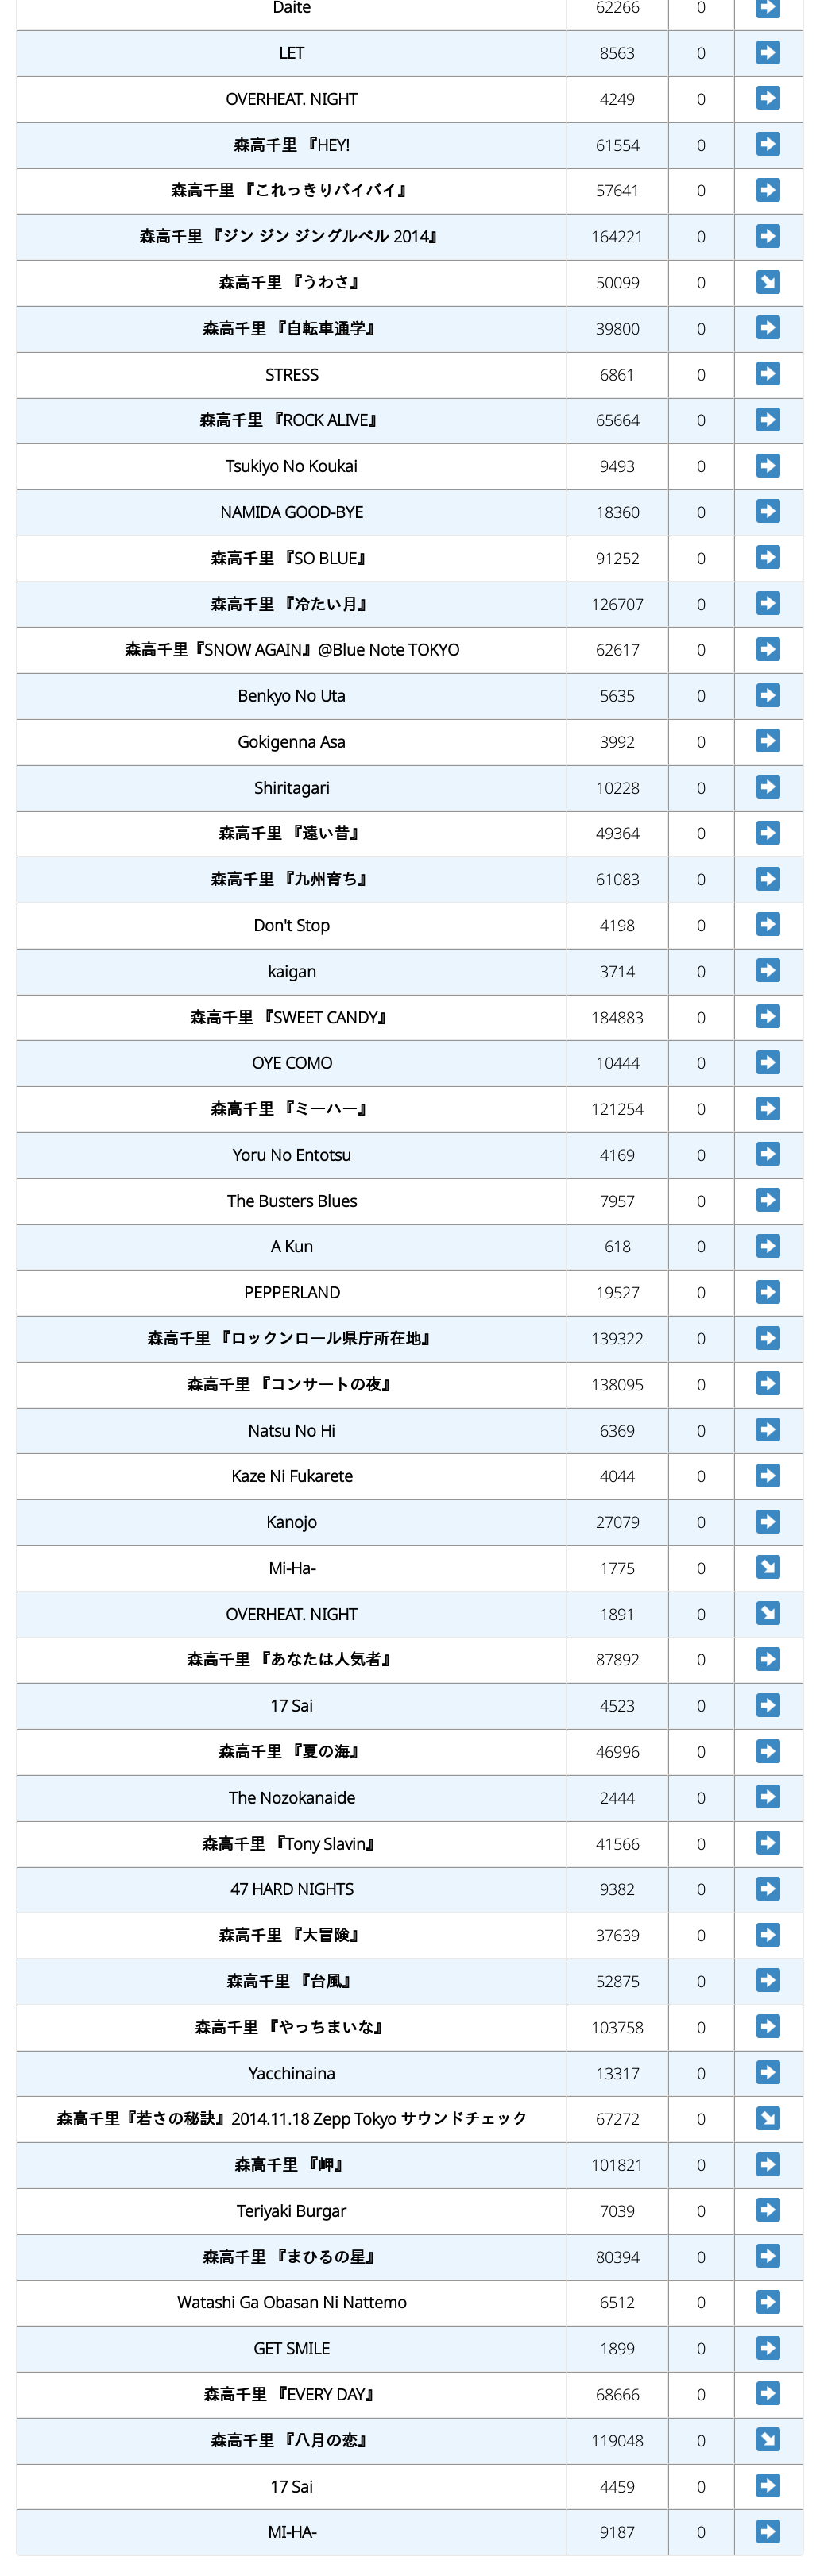 Daite 62266 0
LET 8563 0
OVERHEAT. NIGHT 4249 0
森高千里 『HEY! 61554 0
森高千里 『これっきりバイバイ』 57641 0
森高千里 『ジン ジン ジングルベル 2014』 164221 0
森高千里 『うわさ』 50099 0
森高千里 『自転車通学』 39800 0
STRESS 6861 0
森高千里 『ROCK ALIVE』 65664 0
Tsukiyo No Koukai 9493 0
NAMIDA GOOD-BYE 18360 0
森高千里 『SO BLUE』 91252 0
森高千里 『冷たい月』 126707 0
森高千里『SNOW AGAIN』@Blue Note TOKYO 62617 0
Benkyo No Uta 5635 0
Gokigenna Asa 3992 0
Shiritagari 10228 0
森高千里 『遠い昔』 49364 0
森高千里 『九州育ち』 61083 0
Don't Stop 4198 0
kaigan 3714 0
森高千里 『SWEET CANDY』 184883 0
OYE COMO 10444 0
森高千里 『ミーハー』 121254 0
Yoru No Entotsu 4169 0
The Busters Blues 7957 0
A Kun 618 0
PEPPERLAND 19527 0
森高千里 『ロックンロール県庁所在地』 139322 0
森高千里 『コンサートの夜』 138095 0
Natsu No Hi 6369 0
Kaze Ni Fukarete 4044 0
Kanojo 27079 0
Mi-Ha- 1775 0
OVERHEAT. NIGHT 1891 0
森高千里 『あなたは人気者』 87892 0
17 Sai 4523 0
森高千里 『夏の海』 46996 0
The Nozokanaide 2444 0
森高千里 『Tony Slavin』 41566 0
47 HARD NIGHTS 9382 0
森高千里 『大冒険』 37639 0
森高千里 『台風』 52875 0
森高千里 『やっちまいな』 103758 0
Yacchinaina 13317 0
森高千里『若さの秘訣』2014.11.18 Zepp Tokyo サウンドチェック 67272 0
森高千里 『岬』 101821 0
Teriyaki Burgar 7039 0
森高千里 『まひるの星』 80394 0
Watashi Ga Obasan Ni Nattemo 6512 0
GET SMILE 1899 0
森高千里 『EVERY DAY』 68666 0
森高千里 『八月の恋』 119048 0
17 Sai 4459 0
MI-HA- 9187 0